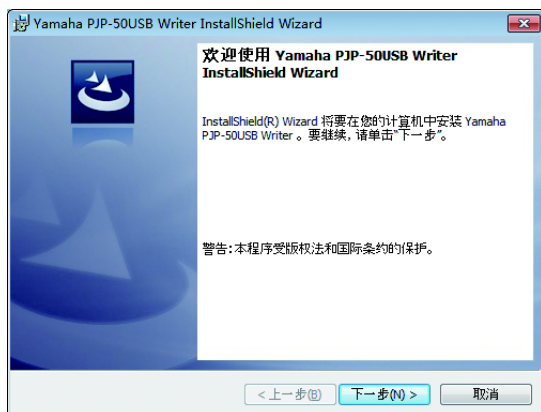 Yamaha PJP-50USB Writer InstallShield Wizard
欢迎使用 Yamaha PJP-50USB Writer
InstallShield Wizard
InstallShield(R) Wizard 将要在您的计算机中安装 Yamaha
PJP-50USB Writer 。要继续,请单击“下一步”。
警告:本程序受版权法和国际条约的保护。
<上一步(B) 下一步(N) > 取消